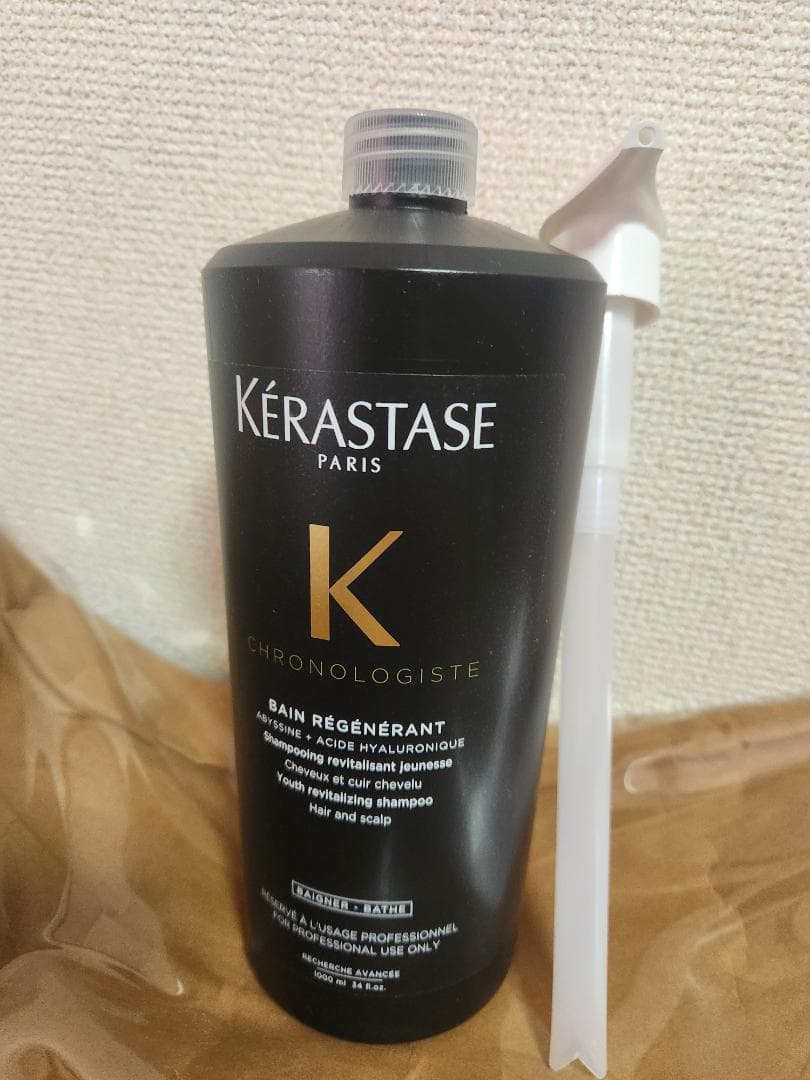 KÉRASTASE
PARIS
K
CHRONOLOGISTE
BAIN RÉGÉNÉRANT
ABYSSINE + ACIDE HYALURONIQUE
Shampooing revitalisant jeunesse
Cheveux et cuir chevelu
Youth revitalizing shampoo
Hair and scalp
BAIGNER - BATHE
RÉSERVÉ À L'USAGE PROFESSIONNEL
FOR PROFESSIONAL USE ONLY
RECHERCHE AVANCÉE
1000 ml 34 fl.oz.